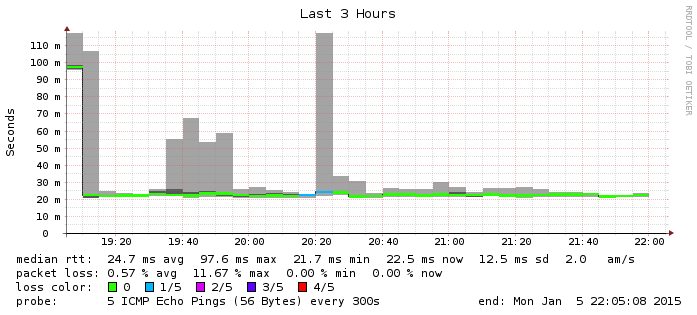 Last 3 Hours
RRDTOOL / TOBI OETIKER
Seconds
110 m
100 m
90 m
80 m
70 m
60 m
50 m
40 m
30 m
20 m
10 m
0
19:20 19:40 20:00 20:20 20:40 21:00 21:20 21:40 22:00
median rtt: 24.7 ms avg 97.6 ms max 21.7 ms min 22.5 ms now 12.5 ms sd 2.0 am/s
packet loss: 0.57 % avg 11.67 % max 0.00 % min 0.00 % now
loss color: 0 1/5 2/5 3/5 4/5
probe: 5 ICMP Echo Pings (56 Bytes) every 300s end: Mon Jan 5 22:05:08 2015